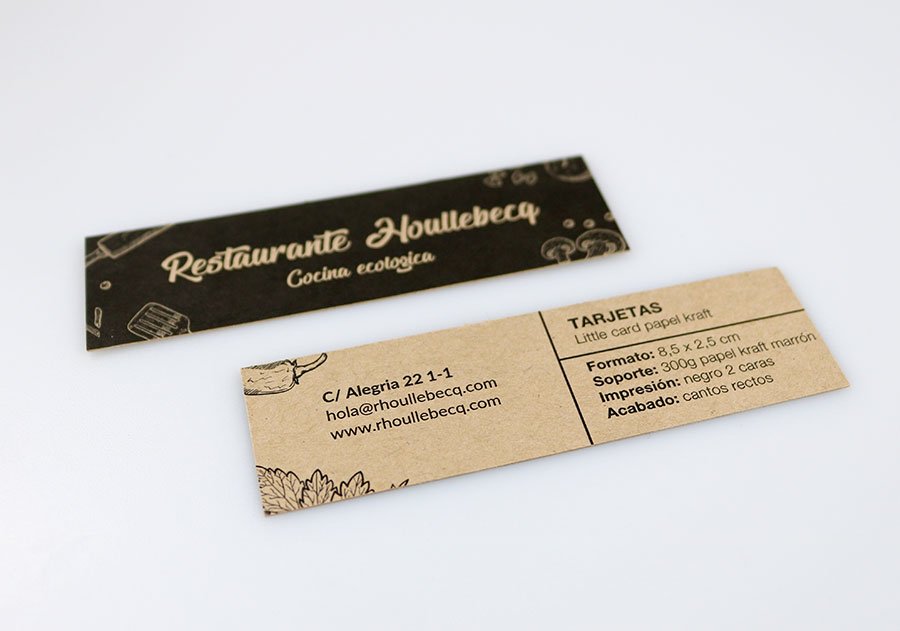 Restaurante Houllebecq
Cocina ecologica
C/ Alegria 22 1-1
hola@rhoullebecq.com
www.rhoullebecq.com
TARJETAS
Little card papel kraft
Formato: 8,5 x 2,5 cm
Soporte: 300g papel kraft marrón
Impresión: negro 2 caras
Acabado: cantos rectos